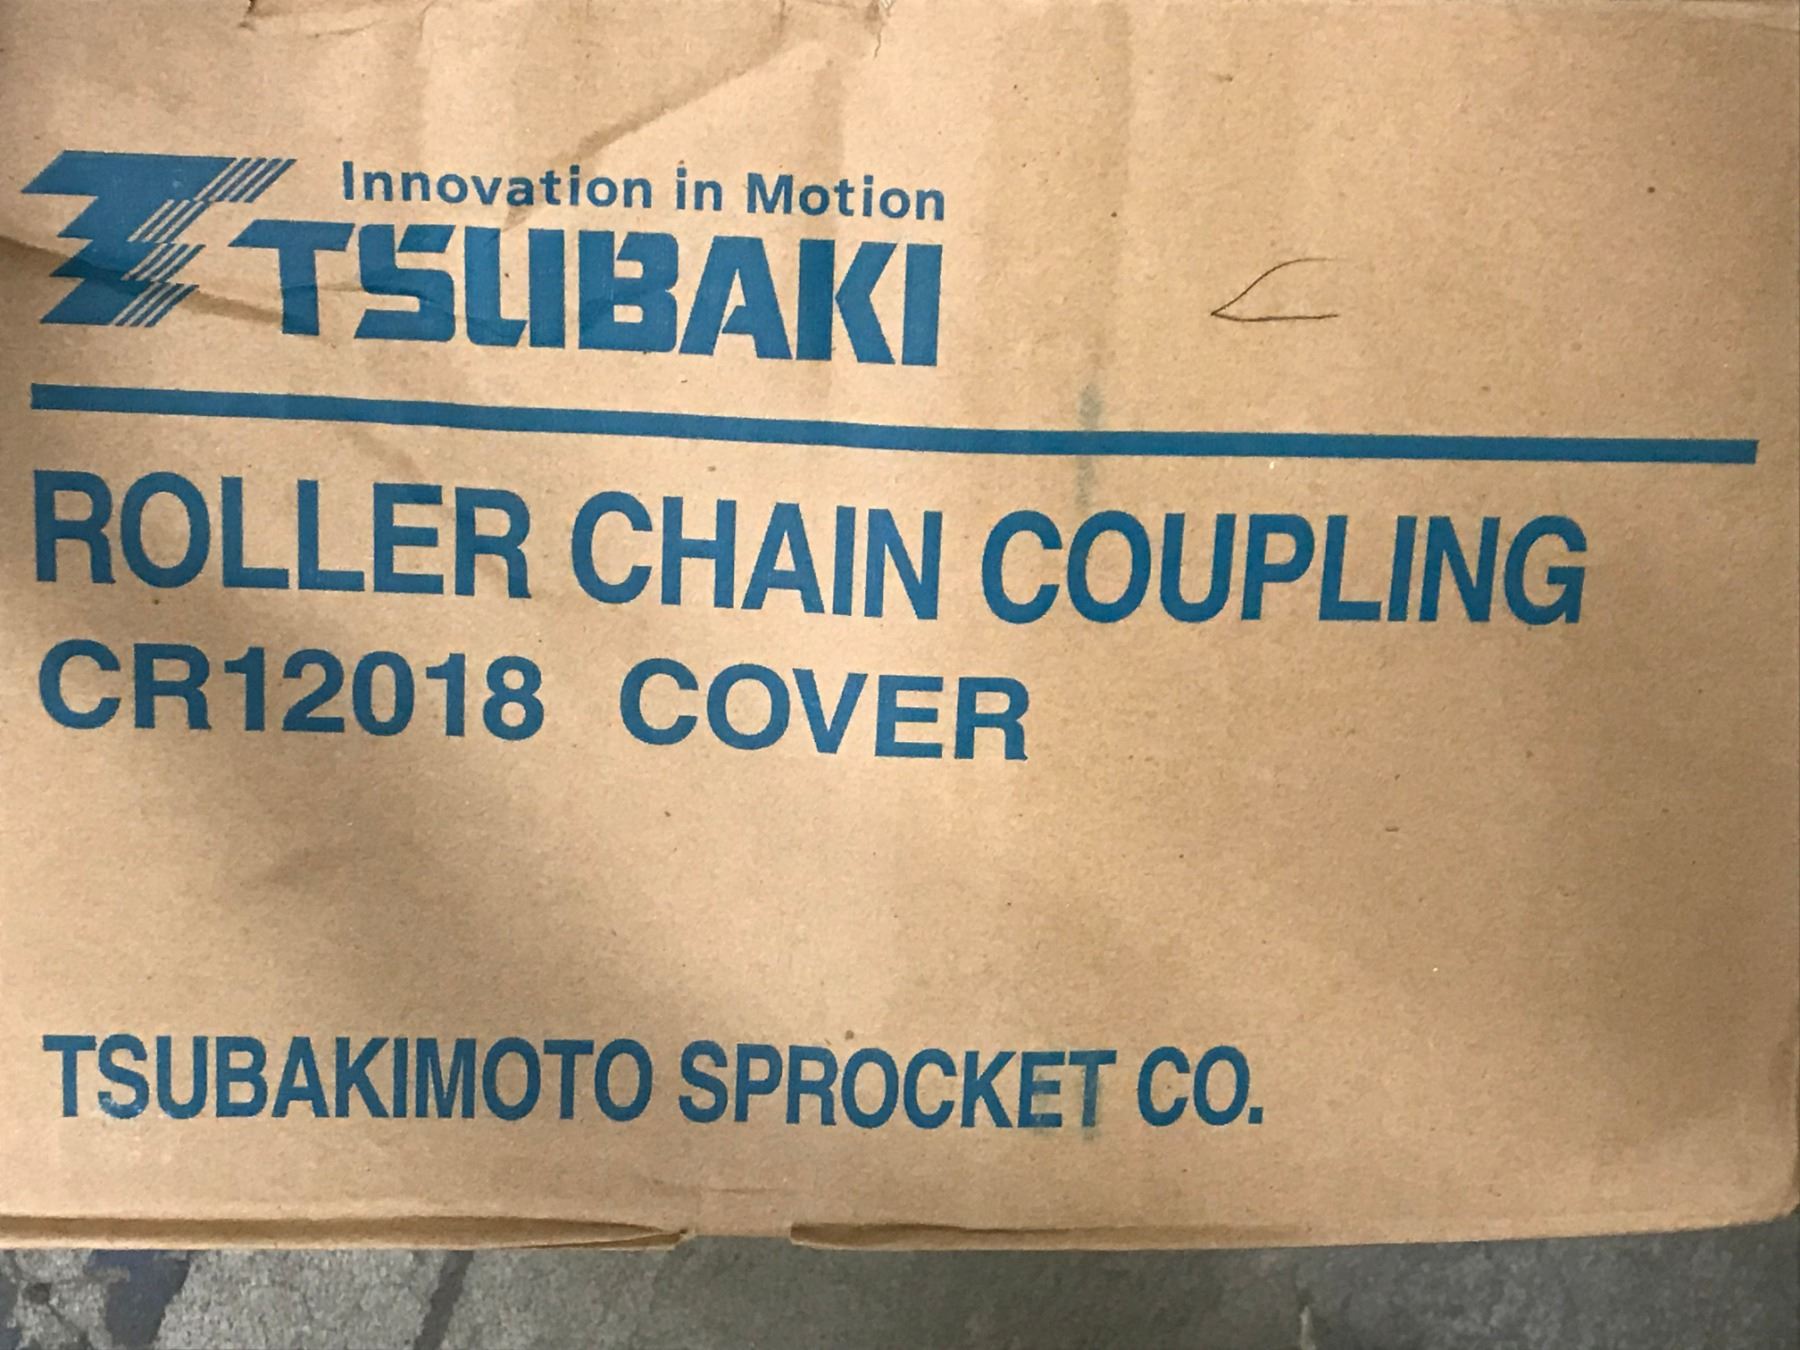 Innovation in Motion
TSUBAKI
ROLLER CHAIN COUPLING
CR12018 COVER
TSUBAKIMOTO SPROCKET CO.